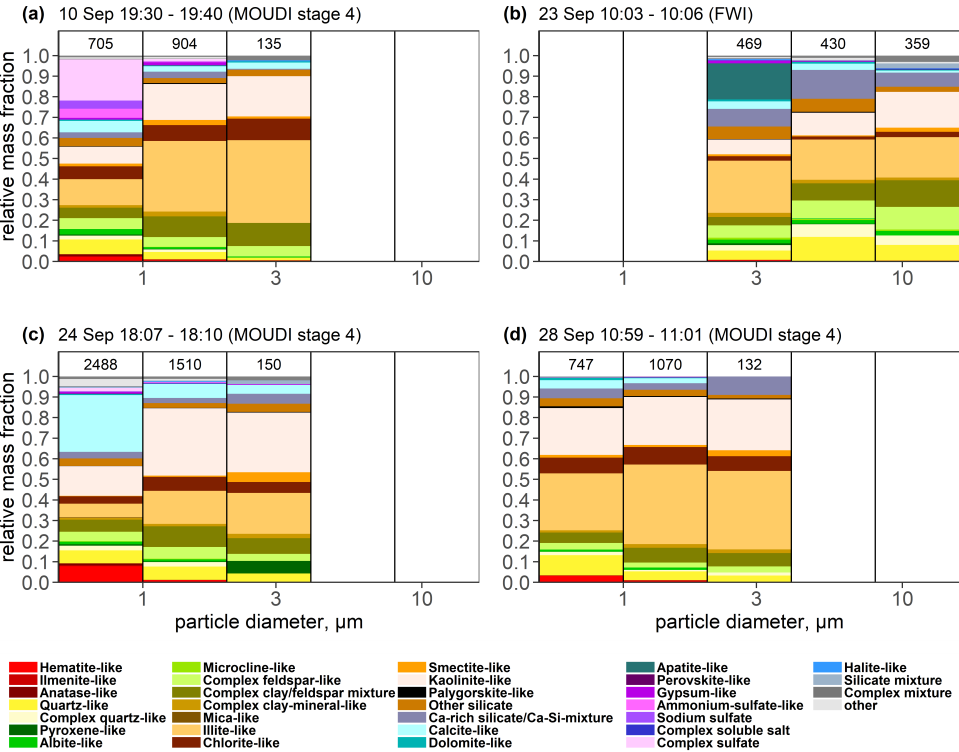 (a) 10 Sep 19:30 - 19:40 (MOUDI stage 4)
(b) 23 Sep 10:03 - 10:06 (FWI)
705 904 135
469 430 359
relative mass fraction
1.0
0.9
0.8
0.7
0.6
0.5
0.4
0.3
0.2
0.1
0.0
1 3 10
1.0
0.9
0.8
0.7
0.6
0.5
0.4
0.3
0.2
0.1
0.0
1 3 10
(c) 24 Sep 18:07 - 18:10 (MOUDI stage 4)
(d) 28 Sep 10:59 - 11:01 (MOUDI stage 4)
2488 1510 150
747 1070 132
relative mass fraction
1.0
0.9
0.8
0.7
0.6
0.5
0.4
0.3
0.2
0.1
0.0
1 3 10
particle diameter, µm
1.0
0.9
0.8
0.7
0.6
0.5
0.4
0.3
0.2
0.1
0.0
1 3 10
particle diameter, µm
Hematite-like
Ilmenite-like
Anatase-like
Quartz-like
Complex quartz-like
Pyroxene-like
Albite-like
Microcline-like
Complex feldspar-like
Complex clay/feldspar mixture
Complex clay-mineral-like
Mica-like
Illite-like
Chlorite-like
Smectite-like
Kaolinite-like
Palygorskite-like
Other silicate
Ca-rich silicate/Ca-Si-mixture
Calcite-like
Dolomite-like
Apatite-like
Perovskite-like
Gypsum-like
Ammonium-sulfate-like
Sodium sulfate
Complex soluble salt
Complex sulfate
Halite-like
Silicate mixture
Complex mixture
other